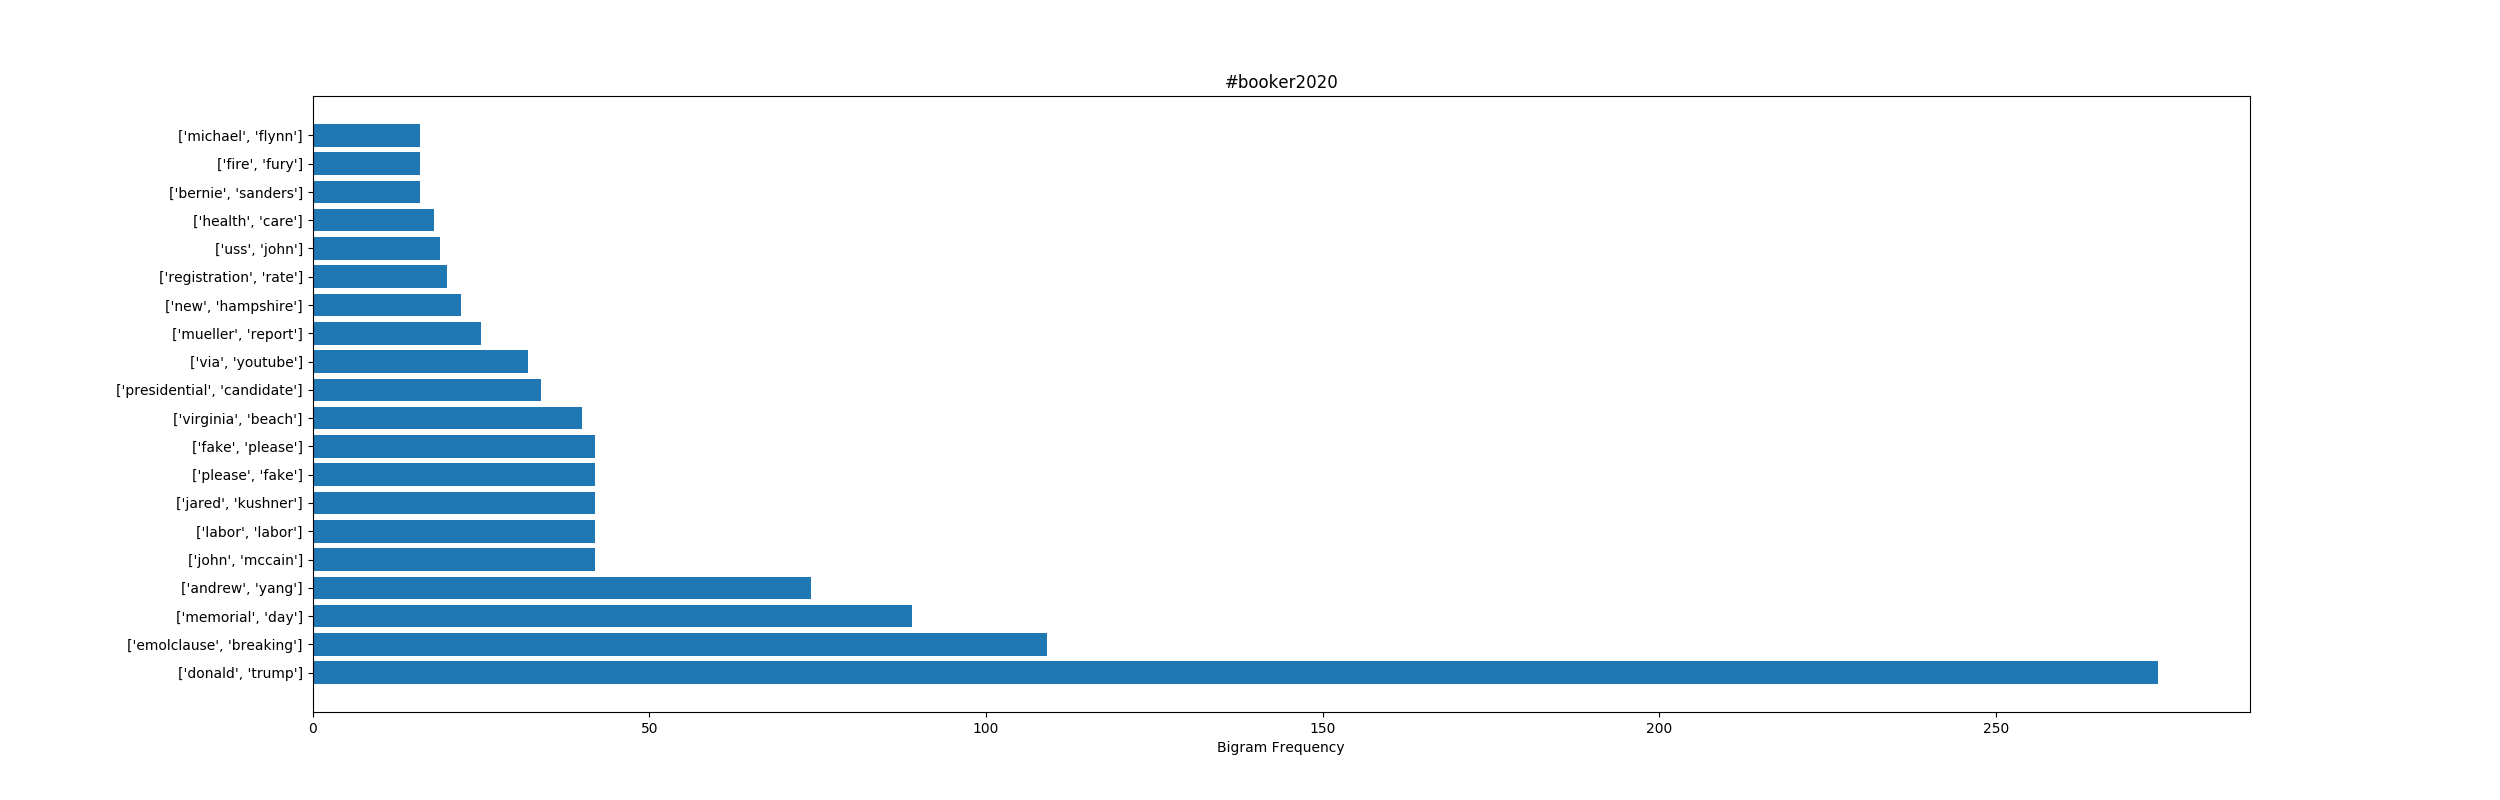 #booker2020
['michael', 'flynn']
['fire', 'fury']
['bernie', 'sanders']
['health', 'care']
['uss', 'john']
['registration', 'rate']
['new', 'hampshire']
['mueller', 'report']
['via', 'youtube']
['presidential', 'candidate']
['virginia', 'beach']
['fake', 'please']
['please', 'fake']
['jared', 'kushner']
['labor', 'labor']
['john', 'mccain']
['andrew', 'yang']
['memorial', 'day']
['emolclause', 'breaking']
['donald', 'trump']
0 50 100 150 200 250
Bigram Frequency